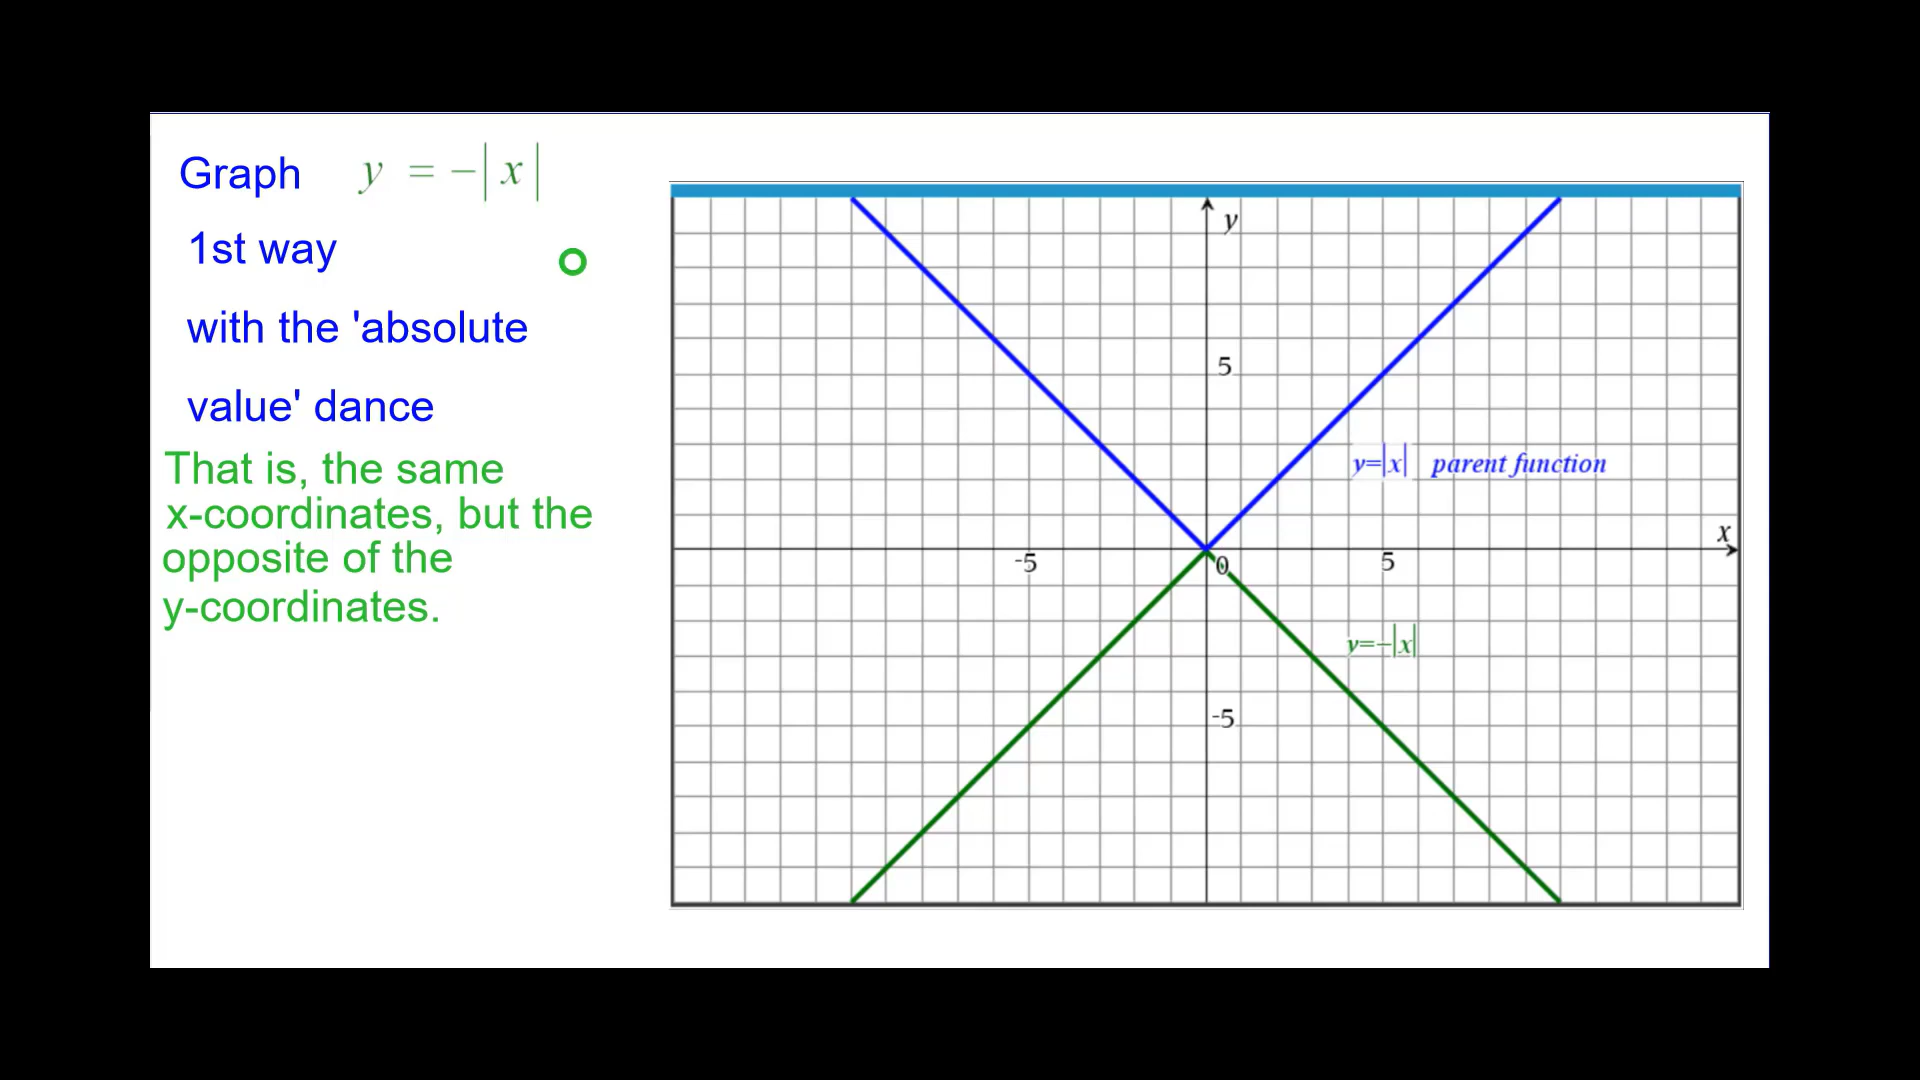 Graph y = -| x |
1st way
with the 'absolute
value' dance
That is, the same
x-coordinates, but the
opposite of the
y-coordinates.
y
5
y=|x| parent function
x
-5 0 5
y=-|x|
-5